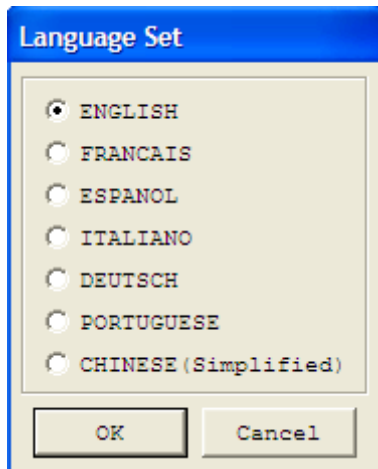 Language Set
ENGLISH
FRANCAIS
ESPANOL
ITALIANO
DEUTSCH
PORTUGUESE
CHINESE(Simplified)
OK Cancel